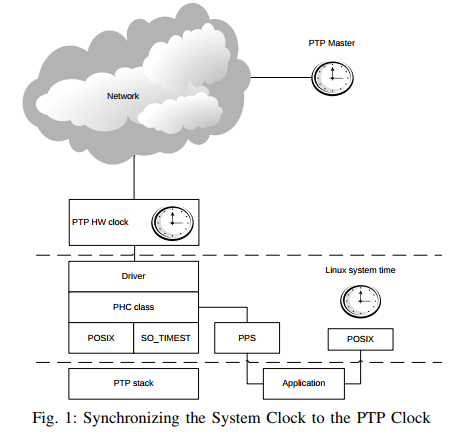 PTP Master
Network
PTP HW clock
Driver
Linux system time
PHC class
POSIX
SO_TIMEST
PPS
POSIX
PTP stack
Application
Fig. 1: Synchronizing the System Clock to the PTP Clock